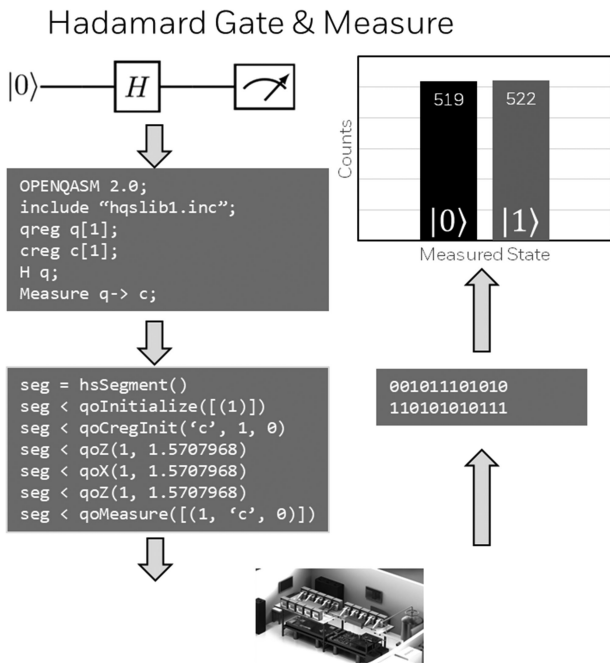 Hadamard Gate & Measure
|0⟩
H
OPENQASM 2.0;
include “hqslib1.inc”;
qreg q[1];
creg c[1];
H q;
Measure q-> c;
seg = hsSegment()
seg < qoInitialize([(1)])
seg < qoCregInit(‘c’, 1, 0)
seg < qoZ(1, 1.5707968)
seg < qoX(1, 1.5707968)
seg < qoZ(1, 1.5707968)
seg < qoMeasure([(1, ‘c’, 0)])
Counts
519 522
|0⟩ |1⟩
Measured State
001011101010
110101010111